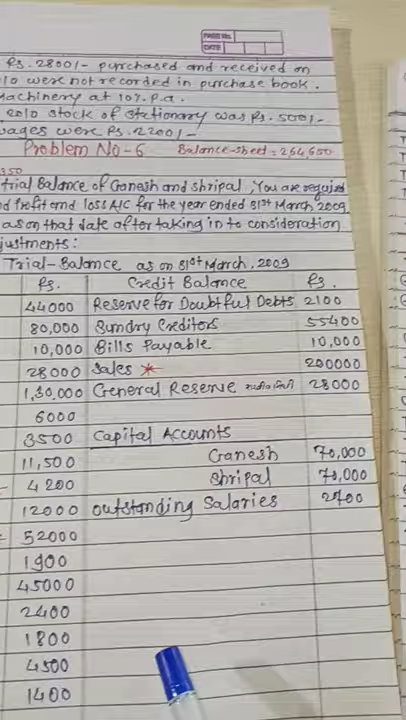 PAGE No.
DATE
Rs. 2800/- purchased and received on
10 were not recorded in purchase book.
Machinery at 10% p.a.
2010 stock of stationary was Rs. 500/-
wages were Rs. 2200/-
Problem No-6 Balance-sheet = 264650
350
trial Balance of Ganesh and Shripal, You are required
d Profit and loss A/C for the year ended 31st March 2009
as on that date after taking in to consideration
justments:
Trial-Balance as on 31st March, 2009
Rs. Credit Balance Rs.
44000 Reserve for Doubtful Debts 2100
80,000 Sundry Creditors 55400
10,000 Bills Payable 10,000
28000 Sales * 200000
1,30,000 General Reserve 28000
6000
3500 Capital Accounts
11,500 Ganesh 70,000
4200 Shripal 70,000
12000 Outstanding Salaries
52000
1900
45000
2400
1800
4500
1400